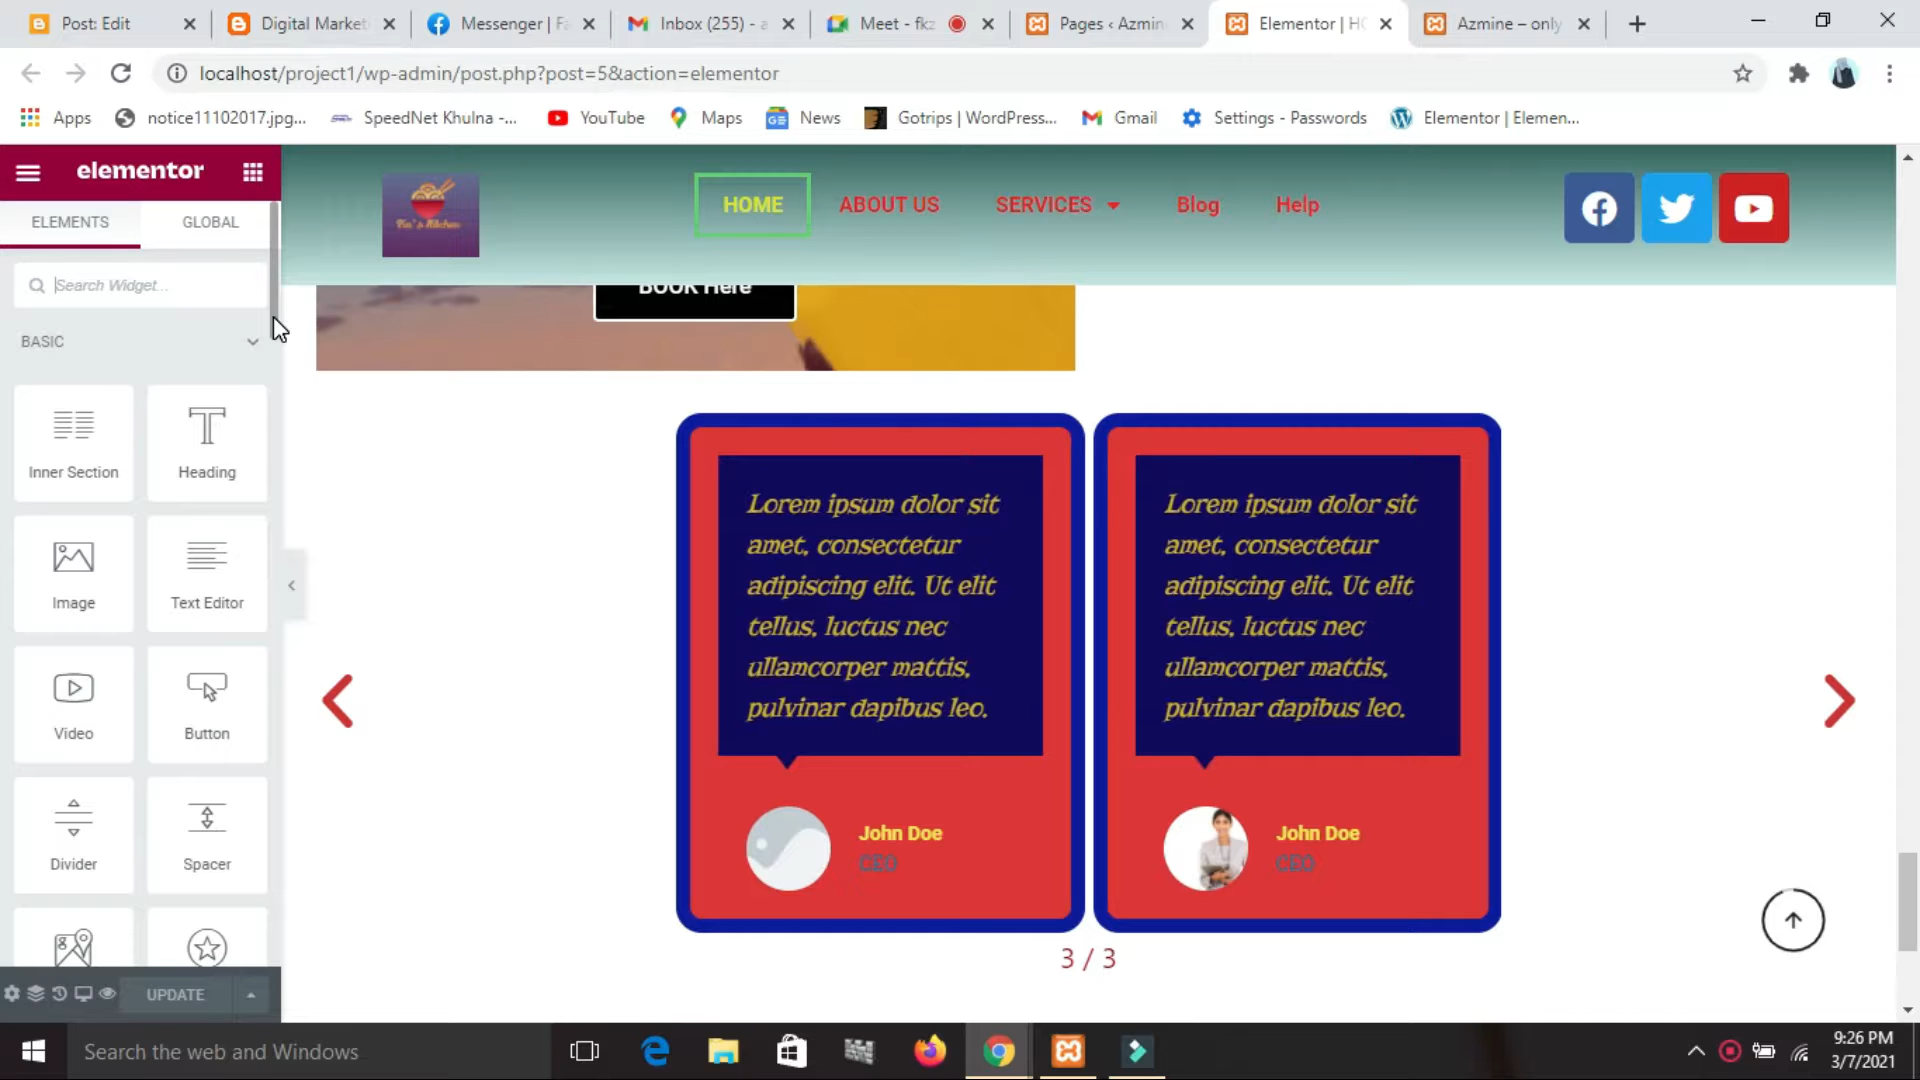 Post: Edit
Digital Market
Messenger | Fa
Inbox (255) - a
Meet - fkz
Pages ‹ Azmin
Elementor | HO
Azmine – only
localhost/project1/wp-admin/post.php?post=5&action=elementor
Apps
notice11102017.jpg...
SpeedNet Khulna -...
YouTube
Maps
News
Gotrips | WordPress...
Gmail
Settings - Passwords
Elementor | Elemen...
elementor
HOME
ABOUT US
SERVICES
Blog
Help
ELEMENTS
GLOBAL
Search Widget...
BOOK Here
BASIC
Inner Section
Heading
Image
Text Editor
Video
Button
Divider
Spacer
Lorem ipsum dolor sit
amet, consectetur
adipiscing elit. Ut elit
tellus, luctus nec
ullamcorper mattis,
pulvinar dapibus leo.
John Doe
CEO
Lorem ipsum dolor sit
amet, consectetur
adipiscing elit. Ut elit
tellus, luctus nec
ullamcorper mattis,
pulvinar dapibus leo.
John Doe
CEO
3 / 3
UPDATE
Search the web and Windows
9:26 PM
3/7/2021